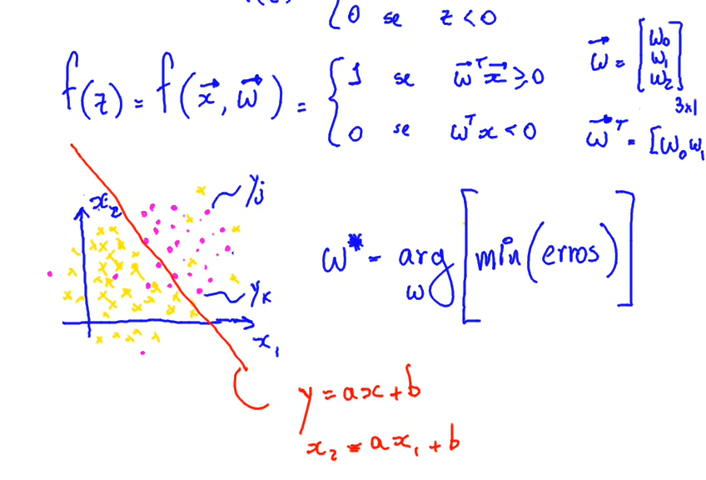 0 se z < 0
f(z) = f(x⃗, w⃗) = { 1 se w⃗ᵀx⃗ ≥ 0
0 se wᵀx < 0
w⃗ = [w₀ w₁ w₂]
3x1
w⃗ᵀ = [w₀ w₁
x₂
yⱼ
yₖ
x₁
w* = arg [min(erros)]
w
y = ax + b
x₂ = ax₁ + b